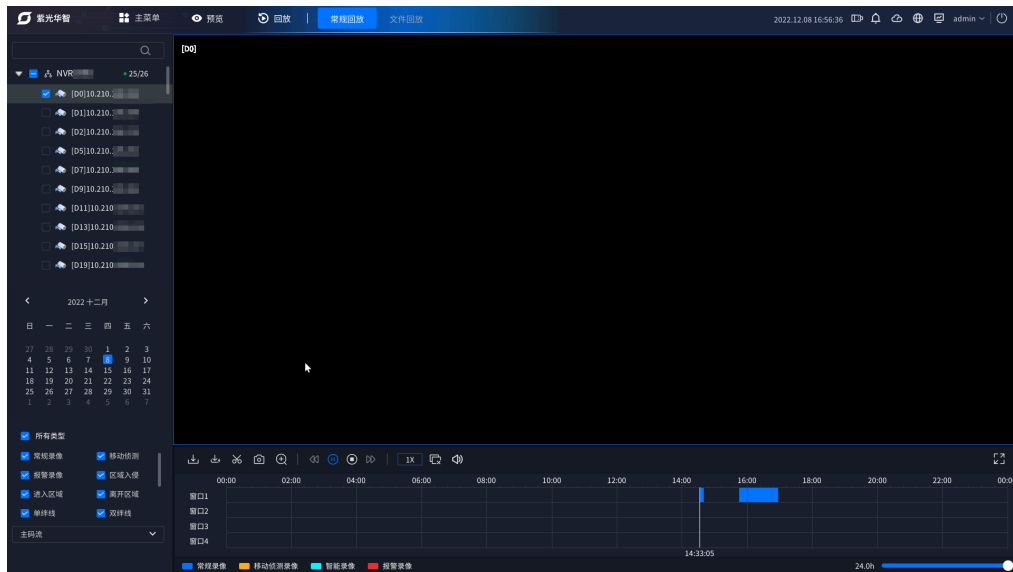 紫光华智 主菜单 预览 回放 常规回放 文件回放 2022.12.08 16:56:36 admin
[D0]
NVR 25/26
[D0]10.210.
[D1]10.210.
[D2]10.210.
[D5]10.210.
[D7]10.210.
[D9]10.210.
[D11]10.210
[D13]10.210
[D15]10.210
[D19]10.210
2022 十二月
日 一 二 三 四 五 六
27 28 29 30 1 2 3
4 5 6 7 8 9 10
11 12 13 14 15 16 17
18 19 20 21 22 23 24
25 26 27 28 29 30 31
1 2 3 4 5 6 7
所有类型
常规录像 移动侦测
报警录像 区域入侵
进入区域 离开区域
单绊线 双绊线
主码流
1X
00:00 02:00 04:00 06:00 08:00 10:00 12:00 14:00 16:00 18:00 20:00 22:00 00:0
窗口1
窗口2
窗口3
窗口4
14:33:05
常规录像 移动侦测录像 智能录像 报警录像 24.0h